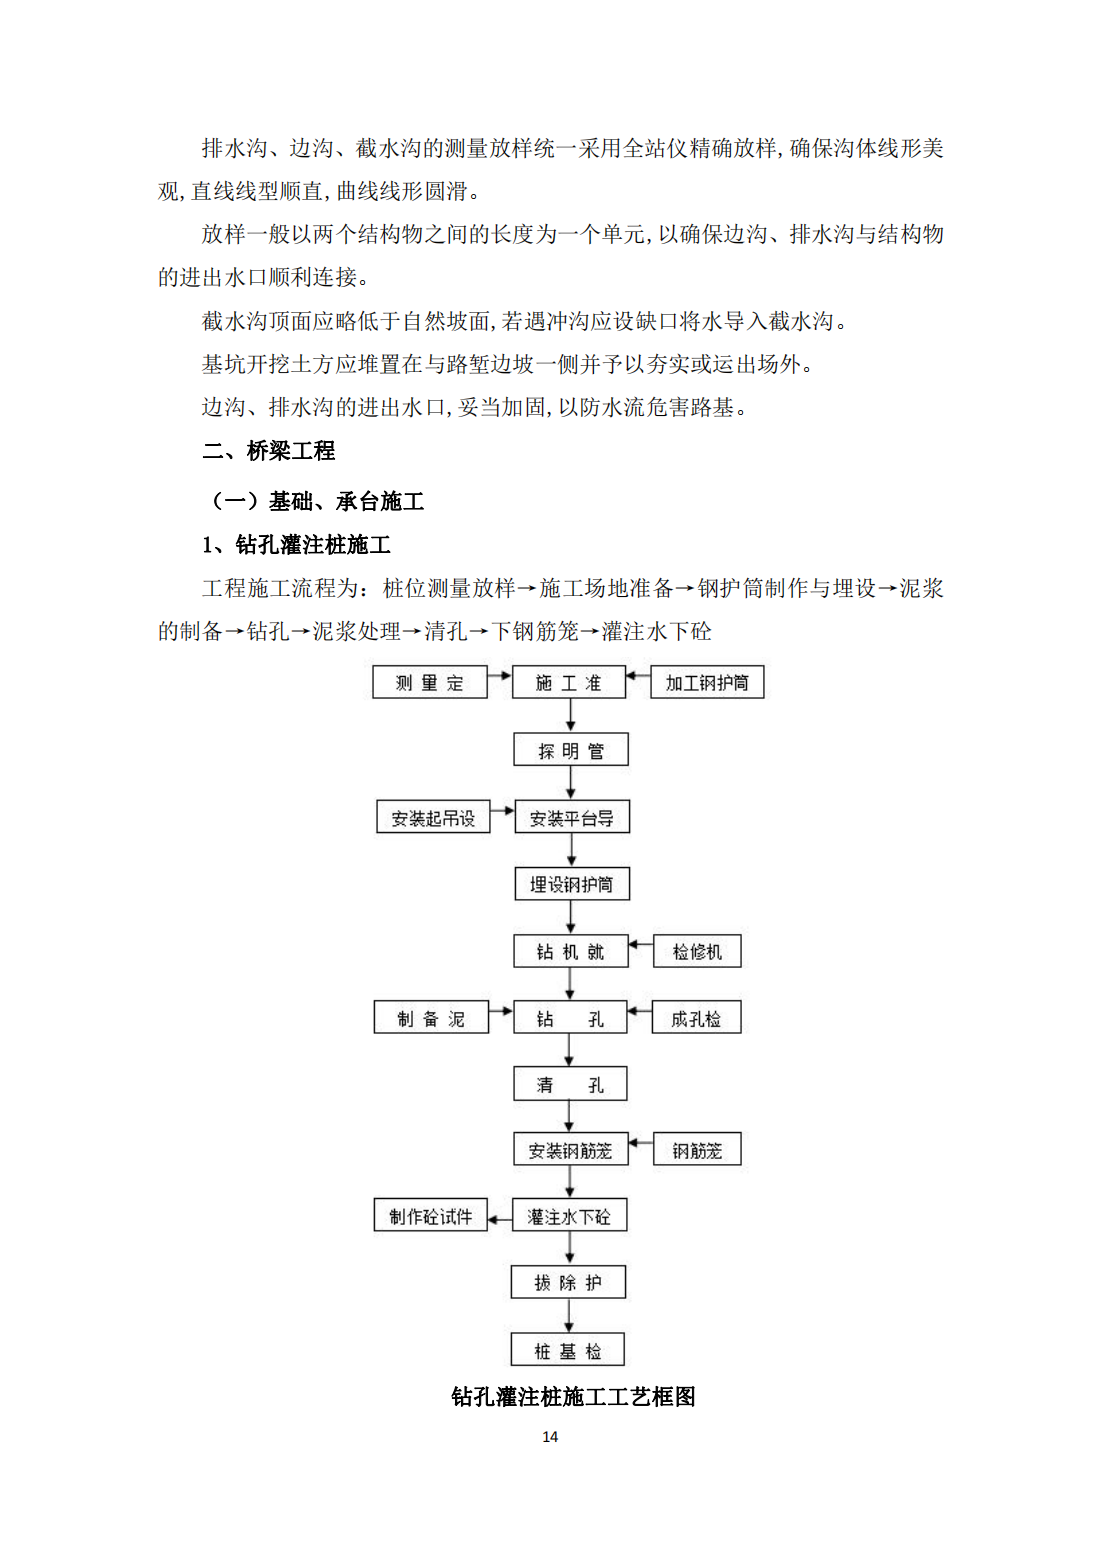 排水沟、边沟、截水沟的测量放样统一采用全站仪精确放样,确保沟体线形美
观,直线线型顺直,曲线线形圆滑。
放样一般以两个结构物之间的长度为一个单元,以确保边沟、排水沟与结构物
的进出水口顺利连接。
截水沟顶面应略低于自然坡面,若遇冲沟应设缺口将水导入截水沟。
基坑开挖土方应堆置在与路堑边坡一侧并予以夯实或运出场外。
边沟、排水沟的进出水口,妥当加固,以防水流危害路基。
二、桥梁工程
（一）基础、承台施工
1、钻孔灌注桩施工
工程施工流程为：桩位测量放样→施工场地准备→钢护筒制作与埋设→泥浆
的制备→钻孔→泥浆处理→清孔→下钢筋笼→灌注水下砼
测 量 定
施 工 准
加工钢护筒
探 明 管
安装起吊设
安装平台导
埋设钢护筒
钻 机 就
检修机
制 备 泥
钻 孔
成孔检
清 孔
安装钢筋笼
钢筋笼
制作砼试件
灌注水下砼
拔 除 护
桩 基 检
钻孔灌注桩施工工艺框图
14